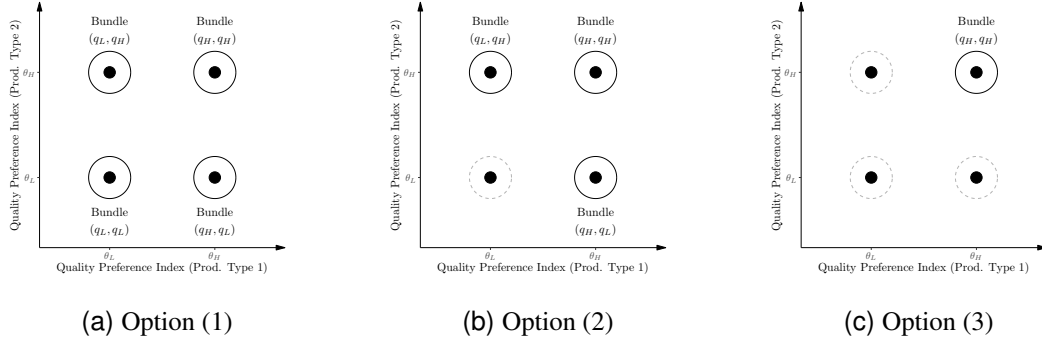 Quality Preference Index (Prod. Type 2)
Bundle
(q_L, q_H)
Bundle
(q_H, q_H)
θ_H
θ_L
Bundle
(q_L, q_L)
Bundle
(q_H, q_L)
θ_L
θ_H
Quality Preference Index (Prod. Type 1)
(a) Option (1)
Quality Preference Index (Prod. Type 2)
Bundle
(q_L, q_H)
Bundle
(q_H, q_H)
θ_H
θ_L
Bundle
(q_H, q_L)
θ_L
θ_H
Quality Preference Index (Prod. Type 1)
(b) Option (2)
Quality Preference Index (Prod. Type 2)
Bundle
(q_H, q_H)
θ_H
θ_L
θ_L
θ_H
Quality Preference Index (Prod. Type 1)
(c) Option (3)